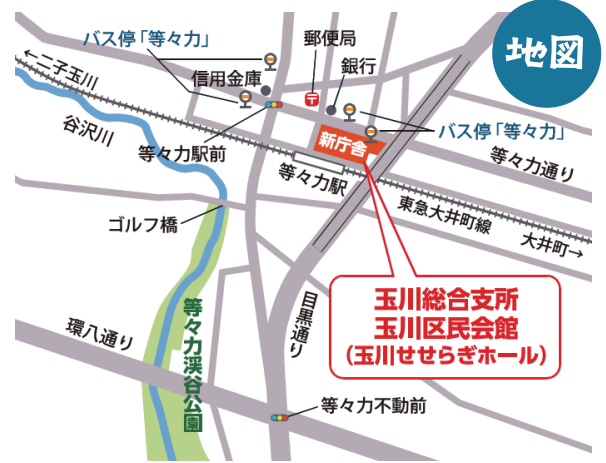 地図
バス停「等々力」
郵便局
銀行
信用金庫
←二子玉川
谷沢川
等々力駅前
新庁舎
バス停「等々力」
等々力通り
等々力駅
東急大井町線
大井町→
ゴルフ橋
玉川総合支所
玉川区民会館
(玉川せせらぎホール)
目黒通り
等々力渓谷公園
環八通り
等々力不動前